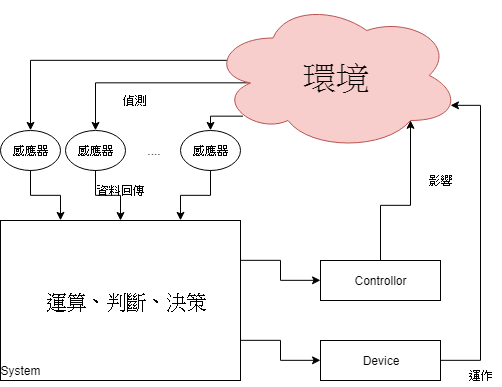 環境
偵測
感應器
感應器
....
感應器
資料回傳
影響
運算、判斷、決策
Controllor
System
Device
運作